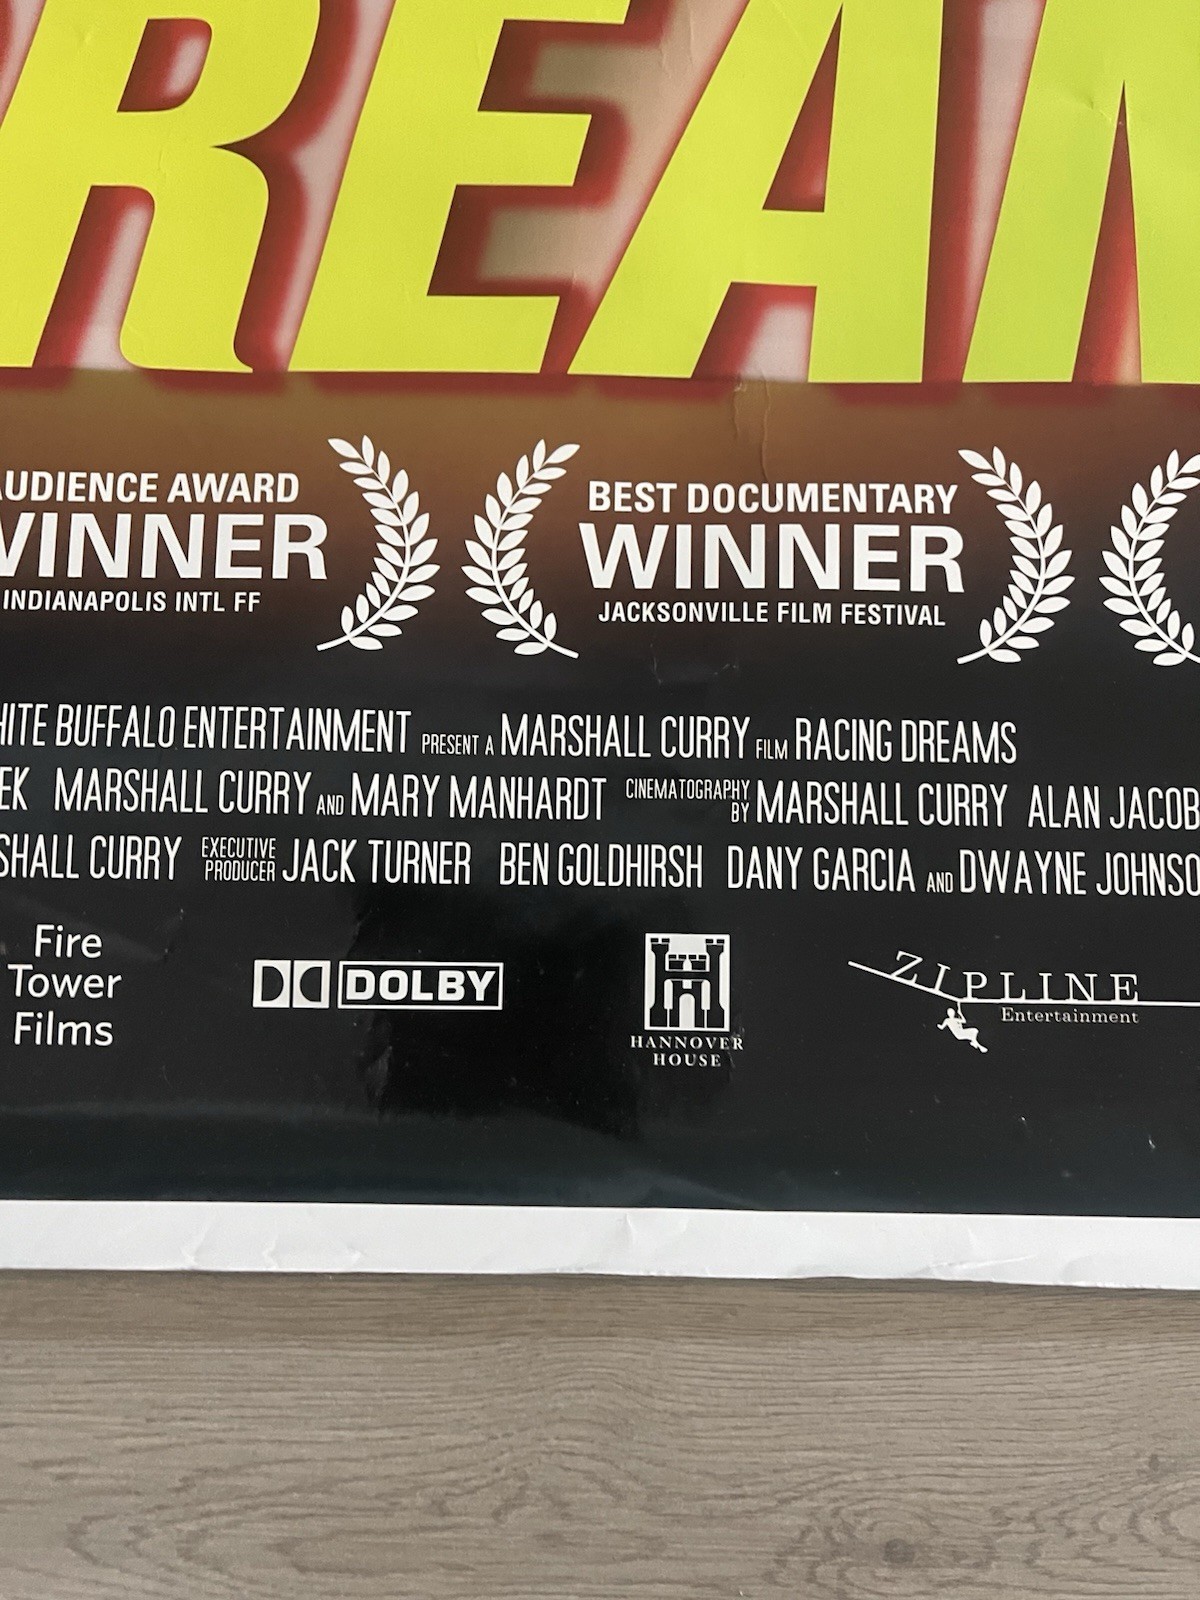 REAM
AUDIENCE AWARD
WINNER
INDIANAPOLIS INTL FF
BEST DOCUMENTARY
WINNER
JACKSONVILLE FILM FESTIVAL
HITE BUFFALO ENTERTAINMENT PRESENT A MARSHALL CURRY FILM RACING DREAMS
EK MARSHALL CURRY AND MARY MANHARDT CINEMATOGRAPHY BY MARSHALL CURRY ALAN JACOB
SHALL CURRY EXECUTIVE PRODUCER JACK TURNER BEN GOLDHIRSH DANY GARCIA AND DWAYNE JOHNSO
Fire
Tower
Films
DOLBY
HANNOVER
HOUSE
ZIPLINE
Entertainment